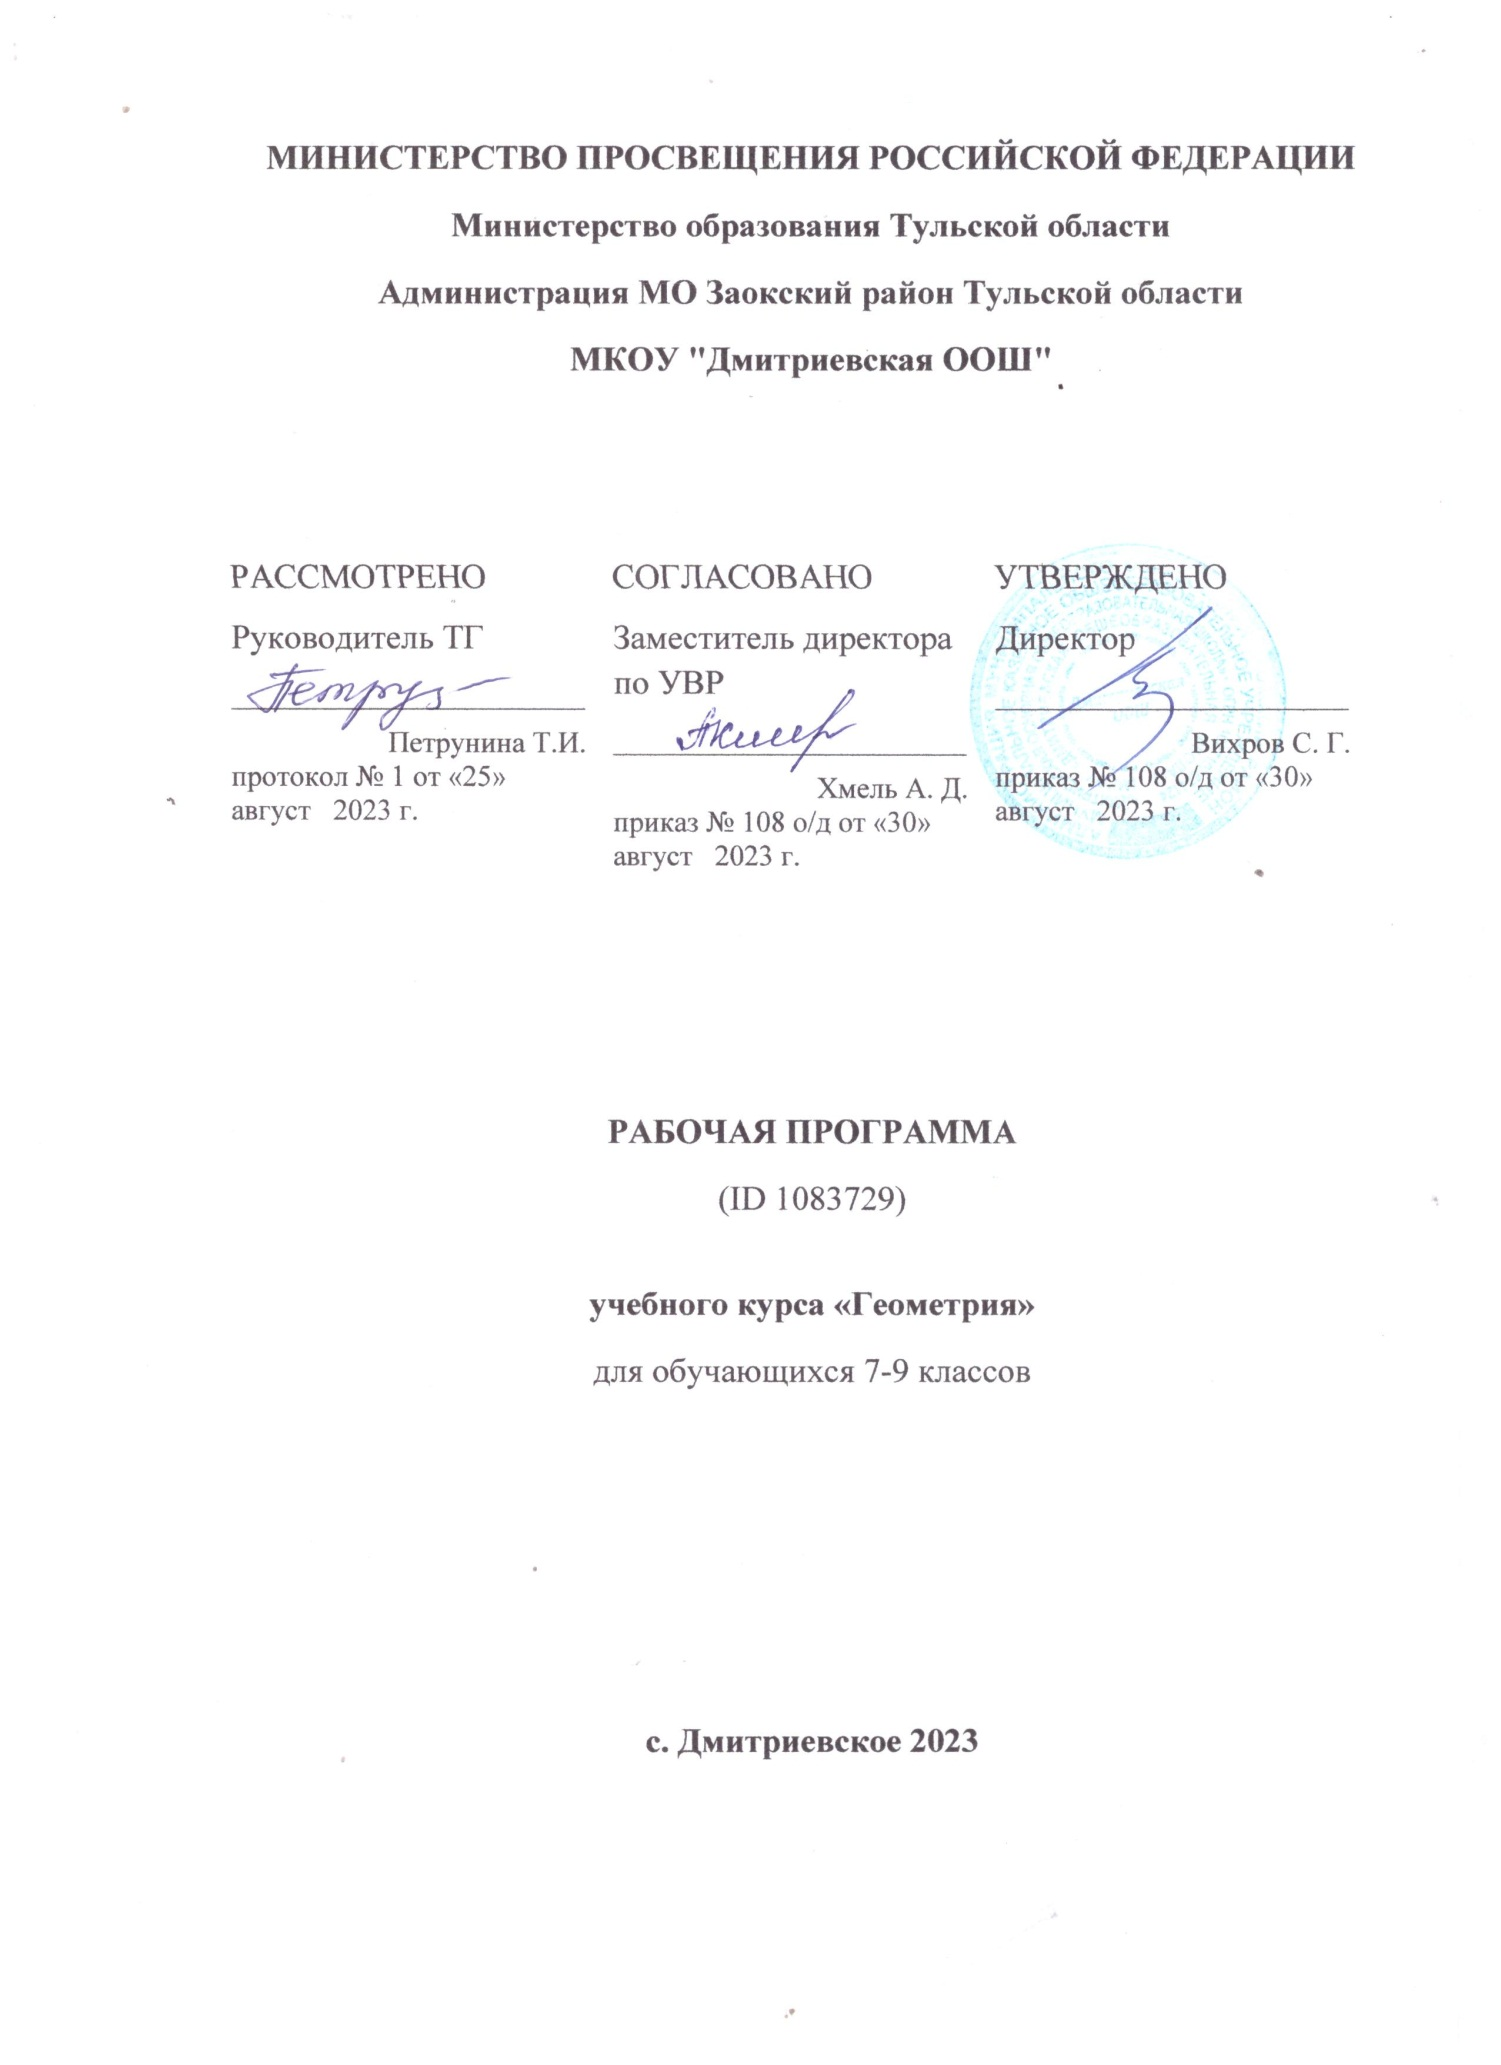 МИНИСТЕРСТВО ПРОСВЕЩЕНИЯ РОССИЙСКОЙ ФЕДЕРАЦИИ
Министерство образования Тульской области
Администрация МО Заокский район Тульской области
МКОУ "Дмитриевская ООШ"
РАССМОТРЕНО
Руководитель ТГ
Петрунина Т.И.
протокол № 1 от «25»
август 2023 г.
СОГЛАСОВАНО
Заместитель директора
по УВР
Хмель А. Д.
приказ № 108 о/д от «30»
август 2023 г.
УТВЕРЖДЕНО
Директор
Вихров С. Г.
приказ № 108 о/д от «30»
август 2023 г.
РАБОЧАЯ ПРОГРАММА
(ID 1083729)
учебного курса «Геометрия»
для обучающихся 7-9 классов
с. Дмитриевское 2023